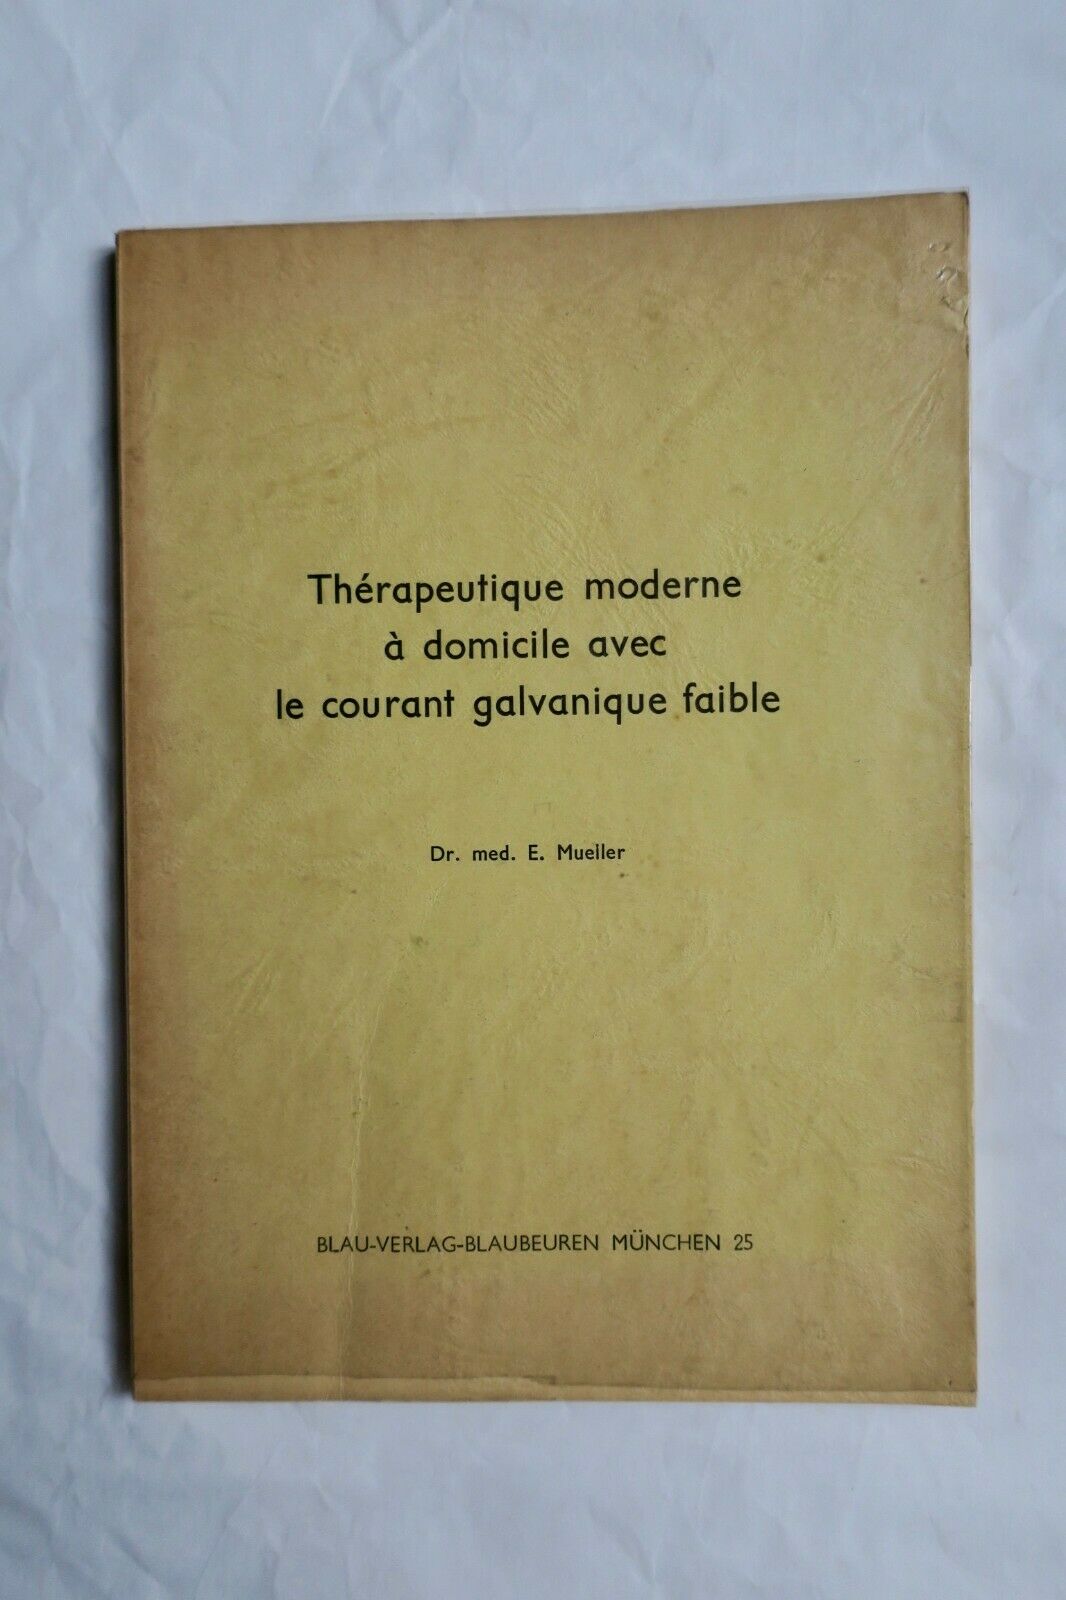 Thérapeutique moderne
à domicile avec
le courant galvanique faible
Dr. med. E. Mueller
BLAU-VERLAG-BLAUBEUREN MÜNCHEN 25